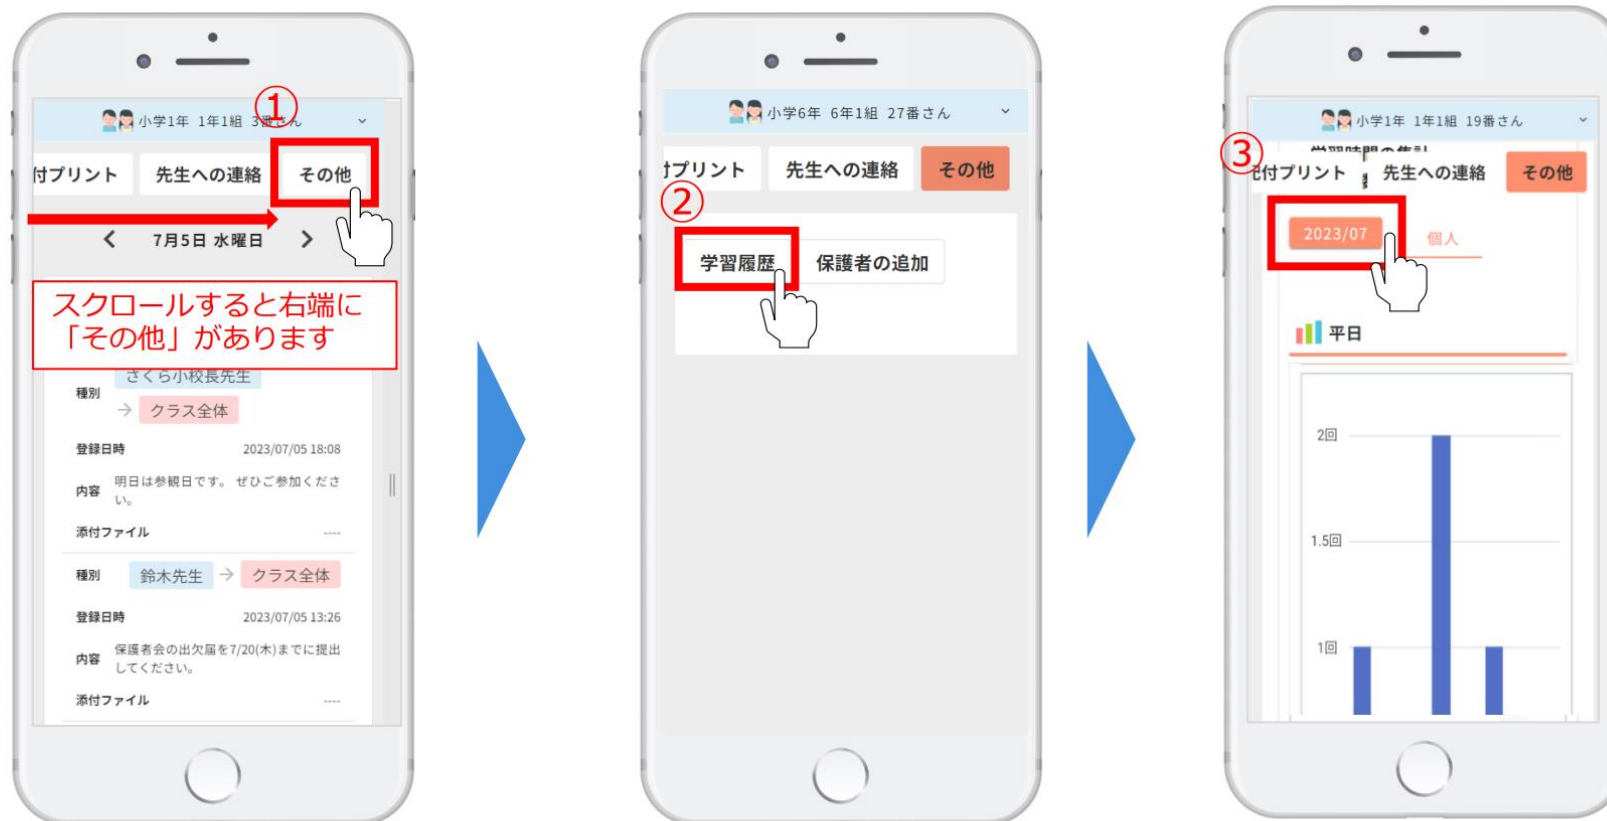 ①
小学1年 1年1組 3番さん
付プリント 先生への連絡 その他
7月5日 水曜日
スクロールすると右端に
「その他」があります
さくら小校長先生
種別
→ クラス全体
登録日時 2023/07/05 18:08
内容 明日は参観日です。 ぜひご参加くださ
い。
添付ファイル ----
種別 鈴木先生 → クラス全体
登録日時 2023/07/05 13:26
内容 保護者会の出欠届を7/20(木)までに提出
してください。
添付ファイル ----
小学6年 6年1組 27番さん
プリント 先生への連絡 その他
②
学習履歴 保護者の追加
小学1年 1年1組 19番さん
③
学習時間の集計
付プリント 先生への連絡 その他
2023/07 個人
平日
2回
1.5回
1回